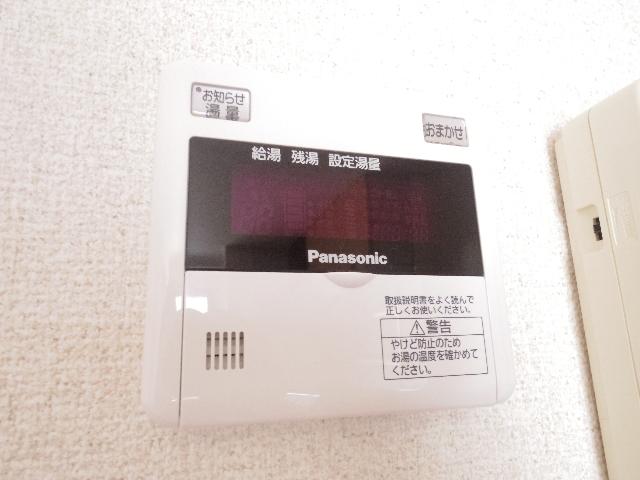 お知らせ
湯量
おまかせ
給湯 残湯 設定湯量
Panasonic
取扱説明書をよく読んで
正しくお使いください。
⚠警告
やけど防止のため
お湯の温度を確かめて
ください。